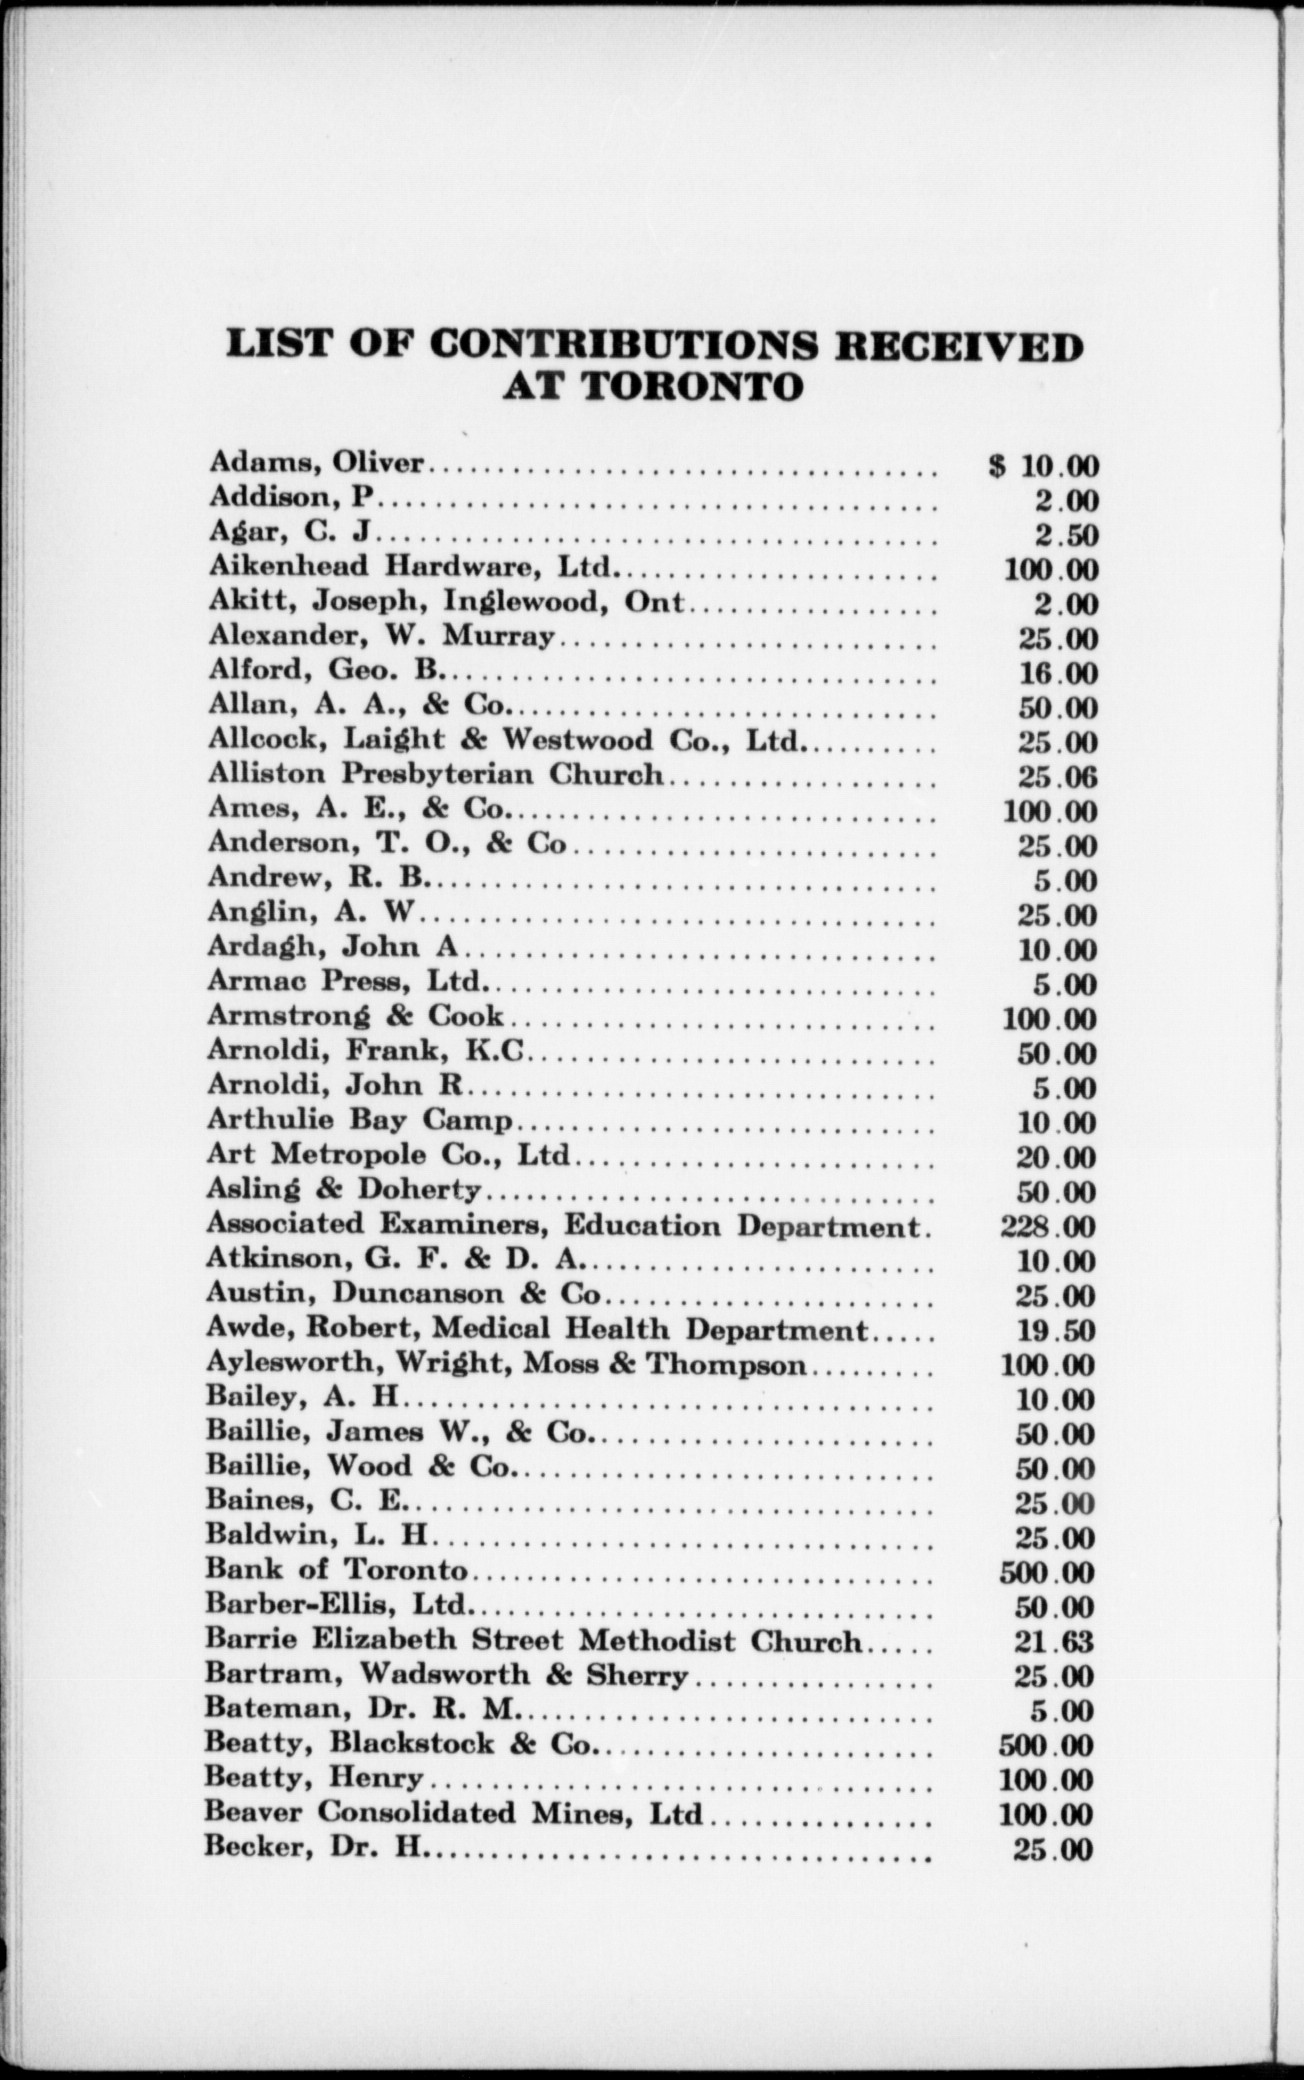 LIST OF CONTRIBUTIONS RECEIVED
AT TORONTO
Adams, Oliver.................................. $ 10.00
Addison, P..................................... 2.00
Agar, C. J..................................... 2.50
Aikenhead Hardware, Ltd...................... 100.00
Akitt, Joseph, Inglewood, Ont................. 2.00
Alexander, W. Murray.......................... 25.00
Alford, Geo. B................................. 16.00
Allan, A. A., & Co............................. 50.00
Allcock, Laight & Westwood Co., Ltd.......... 25.00
Alliston Presbyterian Church.................. 25.06
Ames, A. E., & Co............................. 100.00
Anderson, T. O., & Co......................... 25.00
Andrew, R. B.................................. 5.00
Anglin, A. W................................... 25.00
Ardagh, John A................................ 10.00
Armac Press, Ltd.............................. 5.00
Armstrong & Cook............................. 100.00
Arnoldi, Frank, K.C............................ 50.00
Arnoldi, John R................................ 5.00
Arthulie Bay Camp............................. 10.00
Art Metropole Co., Ltd......................... 20.00
Asling & Doherty............................... 50.00
Associated Examiners, Education Department. 228.00
Atkinson, G. F. & D. A........................ 10.00
Austin, Duncanson & Co....................... 25.00
Awde, Robert, Medical Health Department..... 19.50
Aylesworth, Wright, Moss & Thompson......... 100.00
Bailey, A. H.................................... 10.00
Baillie, James W., & Co........................ 50.00
Baillie, Wood & Co............................. 50.00
Baines, C. E.................................... 25.00
Baldwin, L. H.................................. 25.00
Bank of Toronto................................ 500.00
Barber-Ellis, Ltd................................ 50.00
Barrie Elizabeth Street Methodist Church..... 21.63
Bartram, Wadsworth & Sherry................ 25.00
Bateman, Dr. R. M............................. 5.00
Beatty, Blackstock & Co....................... 500.00
Beatty, Henry.................................. 100.00
Beaver Consolidated Mines, Ltd............... 100.00
Becker, Dr. H................................... 25.00